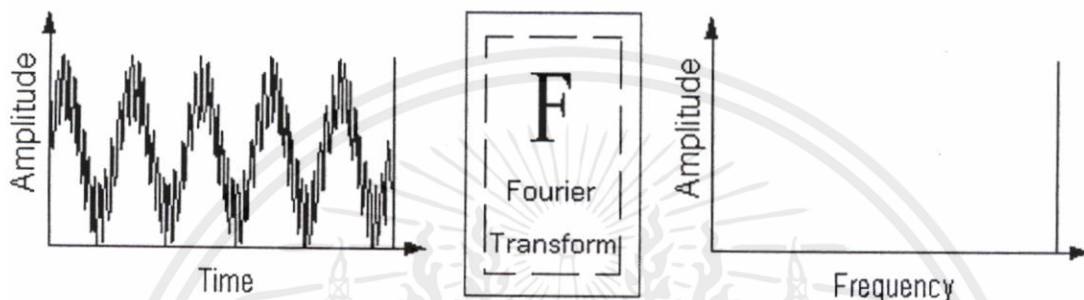 Amplitude
Time
F
Fourier
Transform
Amplitude
Frequency